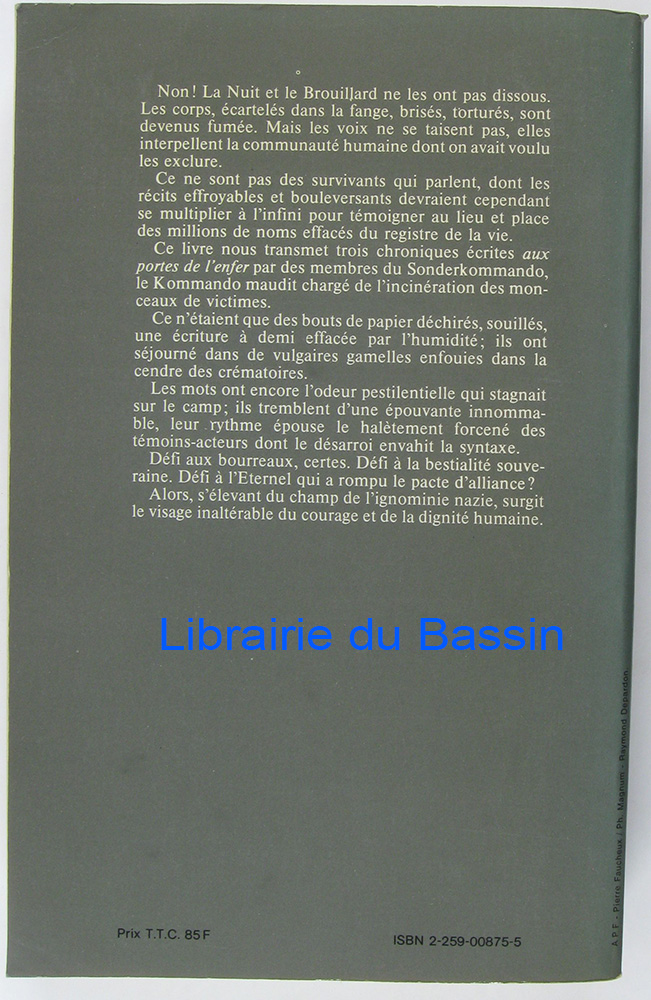 Non! La Nuit et le Brouillard ne les ont pas dissous.
Les corps, écartelés dans la fange, brisés, torturés, sont
devenus fumée. Mais les voix ne se taisent pas, elles
interpellent la communauté humaine dont on avait voulu
les exclure.
Ce ne sont pas des survivants qui parlent, dont les
récits effroyables et bouleversants devraient cependant
se multiplier à l'infini pour témoigner au lieu et place
des millions de noms effacés du registre de la vie.
Ce livre nous transmet trois chroniques écrites aux
portes de l'enfer par des membres du Sonderkommando,
le Kommando maudit chargé de l'incinération des mon-
ceaux de victimes.
Ce n'étaient que des bouts de papier déchirés, souillés,
une écriture à demi effacée par l'humidité; ils ont
séjourné dans de vulgaires gamelles enfouies dans la
cendre des crématoires.
Les mots ont encore l'odeur pestilentielle qui stagnait
sur le camp; ils tremblent d'une épouvante innomma-
ble, leur rythme épouse le halètement forcené des
témoins-acteurs dont le désarroi envahit la syntaxe.
Défi aux bourreaux, certes. Défi à la bestialité souve-
raine. Défi à l'Eternel qui a rompu le pacte d'alliance?
Alors, s'élevant du champ de l'ignominie nazie, surgit
le visage inaltérable du courage et de la dignité humaine.
Librairie du Bassin
A.P.F. - Pierre Faucheux / Ph. Magnum - Raymond Depardon
Prix T.T.C. 85 F
ISBN 2-259-00875-5